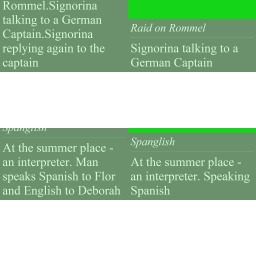 Rommel.Signorina
talking to a German
Captain.Signorina
replying again to the
captain
Raid on Rommel
Signorina talking to a
German Captain
Spanglish
At the summer place -
an interpreter. Man
speaks Spanish to Flor
and English to Deborah
Spanglish
At the summer place -
an interpreter. Speaking
Spanish